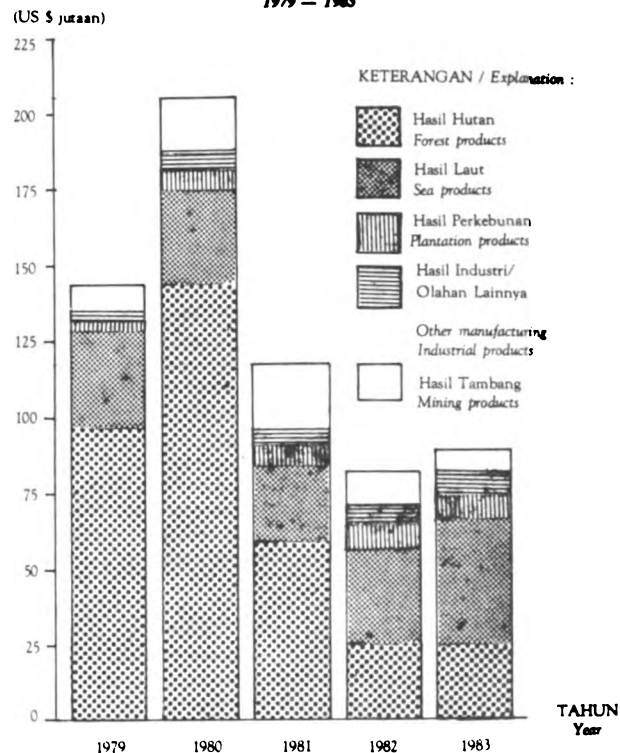 1979 — 1983
(US $ jutaan)
225
200
175
150
125
100
75
50
25
0
KETERANGAN / Explanation :
Hasil Hutan
Forest products
Hasil Laut
Sea products
Hasil Perkebunan
Plantation products
Hasil Industri/
Olahan Lainnya
Other manufacturing
Industrial products
Hasil Tambang
Mining products
1979
1980
1981
1982
1983
TAHUN
Year